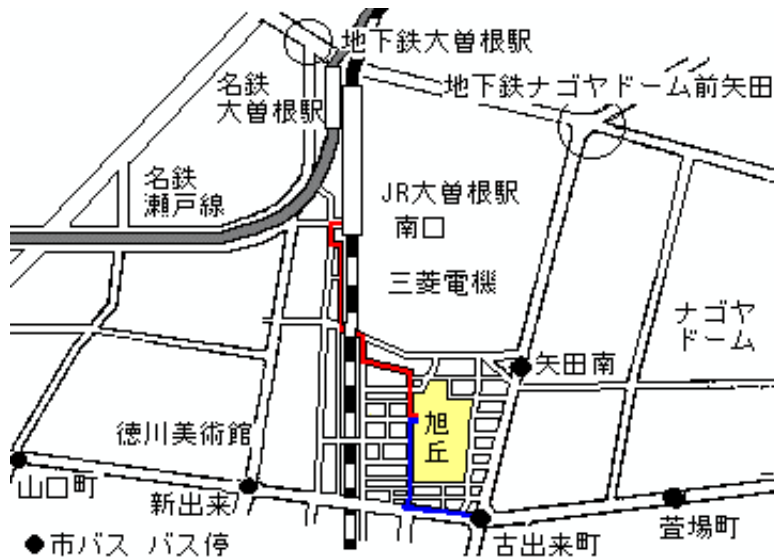 地下鉄大曽根駅
名鉄
大曽根駅
地下鉄ナゴヤドーム前矢田
名鉄
瀬戸線
JR大曽根駅
南口
三菱電機
ナゴヤ
ドーム
矢田南
旭
丘
徳川美術館
山口町
新出来
古出来町
萱場町
●市バス バス停